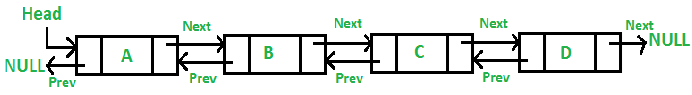 Head
Next Next Next Next
A B C D NULL
NULL
Prev Prev Prev Prev